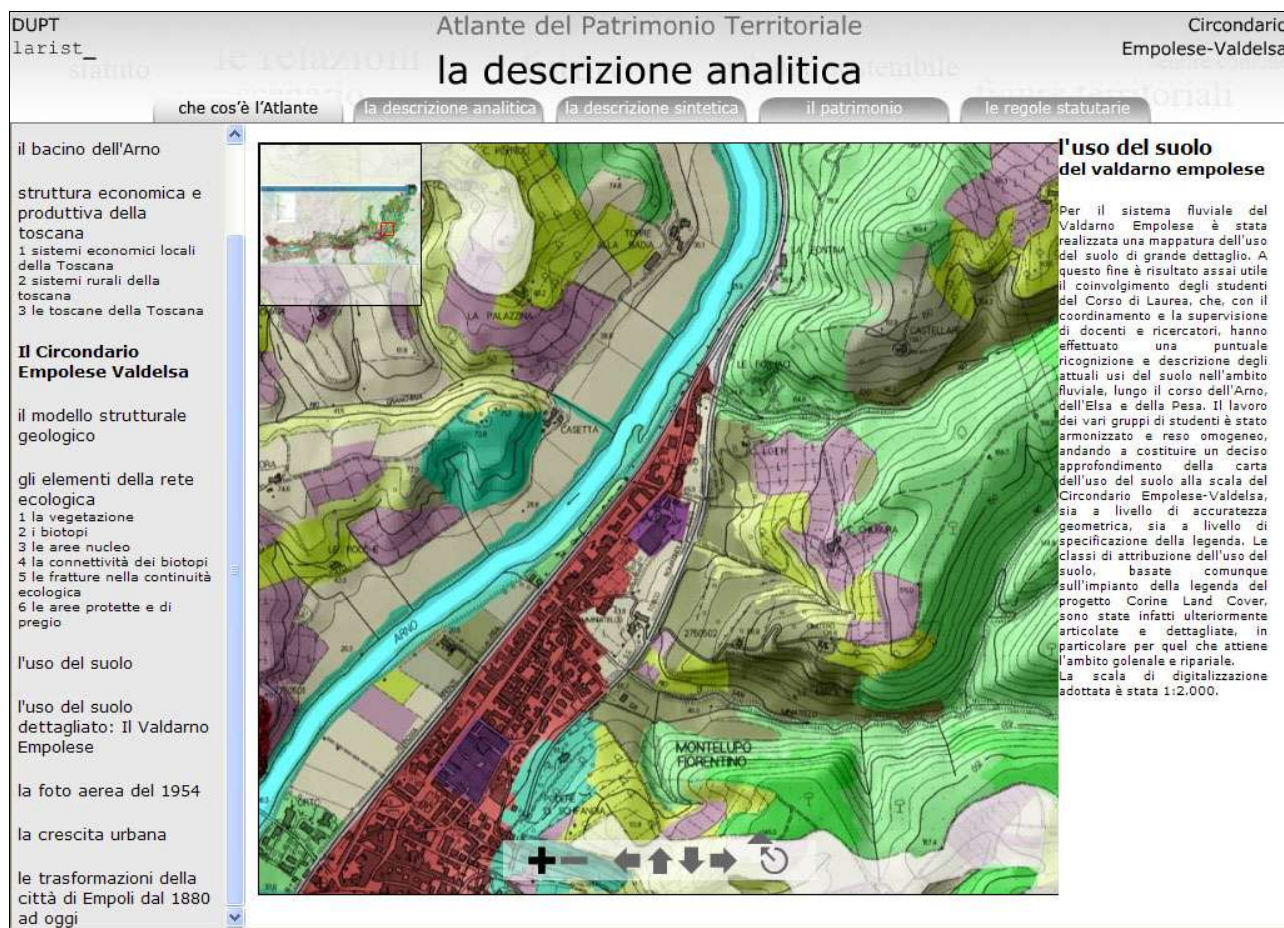 DUPT
larist_
Atlante del Patrimonio Territoriale
Circondario
Empolese-Valdelsa
la descrizione analitica
statuto
le relazioni
scenario
figure territoriali
che cos'è l'Atlante
la descrizione analitica
la descrizione sintetica
il patrimonio
le regole statutarie
il bacino dell'Arno
struttura economica e
produttiva della
toscana
1 sistemi economici locali
della Toscana
2 sistemi rurali della
toscana
3 le toscane della Toscana
Il Circondario
Empolese Valdelsa
il modello strutturale
geologico
gli elementi della rete
ecologica
1 la vegetazione
2 i biotopi
3 le aree nucleo
4 la connettività dei biotopi
5 le fratture nella continuità
ecologica
6 le aree protette e di
pregio
l'uso del suolo
l'uso del suolo
dettagliato: Il Valdarno
Empolese
la foto aerea del 1954
la crescita urbana
le trasformazioni della
città di Empoli dal 1880
ad oggi
TORRE
LA FONTINA
LA PALAZZINA
CASETTA
ARNO
MONTELUPO
FIORENTINO
l'uso del suolo
del valdarno empolese
Per il sistema fluviale del
Valdarno Empolese è stata
realizzata una mappatura dell'uso
del suolo di grande dettaglio. A
questo fine è risultato assai utile
il coinvolgimento degli studenti
del Corso di Laurea, che, con il
coordinamento e la supervisione
di docenti e ricercatori, hanno
effettuato una puntuale
ricognizione e descrizione degli
attuali usi del suolo nell'ambito
fluviale, lungo il corso dell'Arno,
dell'Elsa e della Pesa. Il lavoro
dei vari gruppi di studenti è stato
armonizzato e reso omogeneo,
andando a costituire un deciso
approfondimento della carta
dell'uso del suolo alla scala del
Circondario Empolese-Valdelsa,
sia a livello di accuratezza
geometrica, sia a livello di
specificazione della legenda. Le
classi di attribuzione dell'uso del
suolo, basate comunque
sull'impianto della legenda del
progetto Corine Land Cover,
sono state infatti ulteriormente
articolate e dettagliate, in
particolare per quel che attiene
l'ambito golenale e ripariale.
La scala di digitalizzazione
adottata è stata 1:2.000.